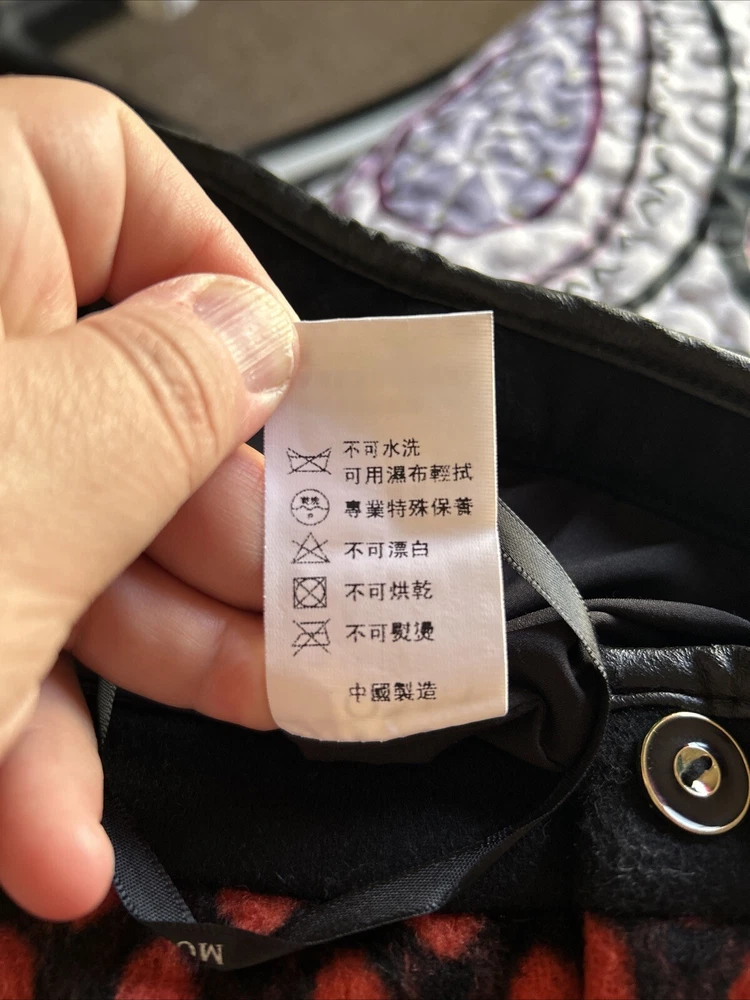 不可水洗
可用濕布輕拭
專業特殊保養
不可漂白
不可烘乾
不可熨燙
中國製造
MO